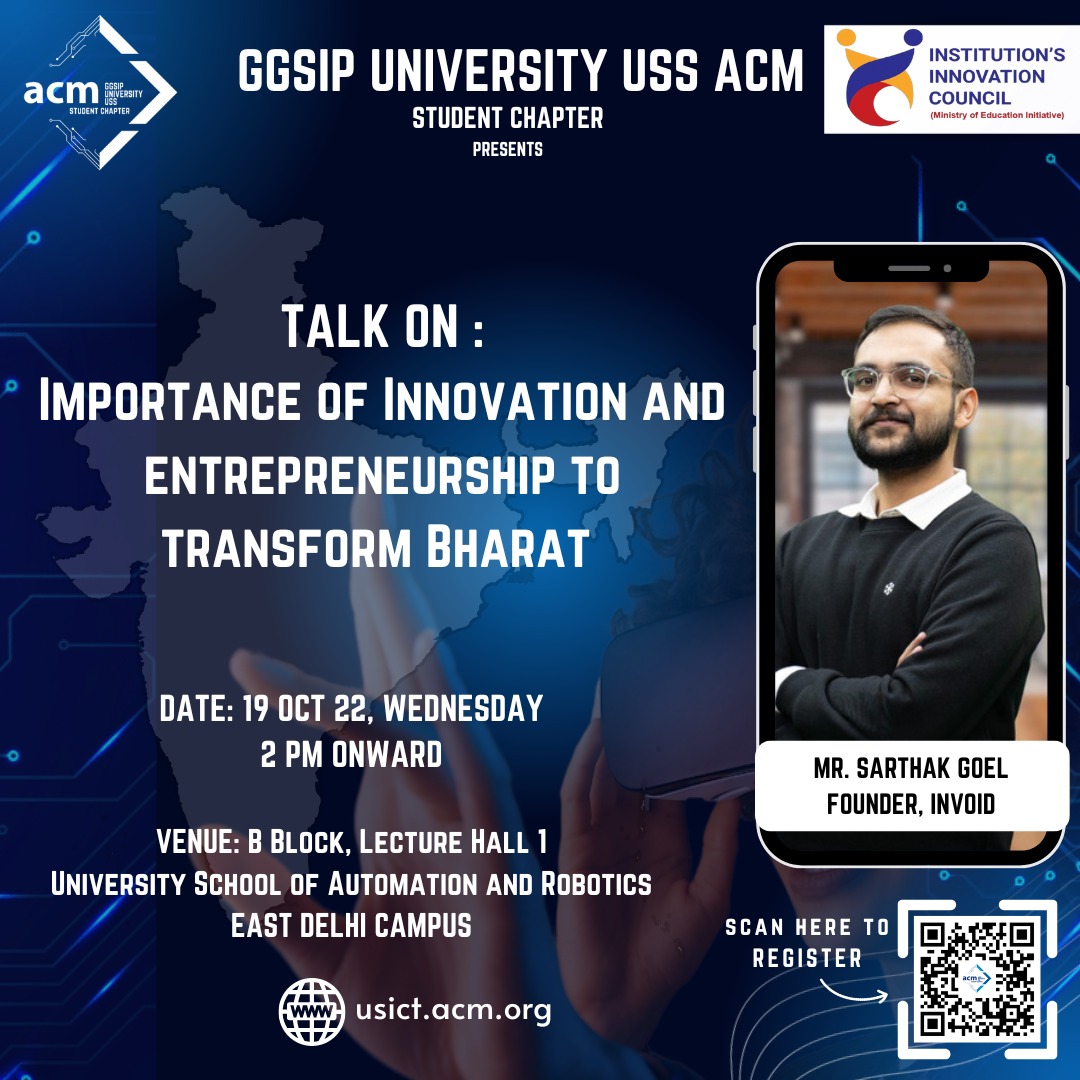 acm
GGSIP
UNIVERSITY
USS
STUDENT CHAPTER
GGSIP UNIVERSITY USS ACM
STUDENT CHAPTER
PRESENTS
INSTITUTION'S
INNOVATION
COUNCIL
(Ministry of Education Initiative)
TALK ON :
IMPORTANCE OF INNOVATION AND
ENTREPRENEURSHIP TO
TRANSFORM BHARAT
DATE: 19 OCT 22, WEDNESDAY
2 PM ONWARD
VENUE: B BLOCK, LECTURE HALL 1
UNIVERSITY SCHOOL OF AUTOMATION AND ROBOTICS
EAST DELHI CAMPUS
www usict.acm.org
MR. SARTHAK GOEL
FOUNDER, INVOID
SCAN HERE TO
REGISTER
acm